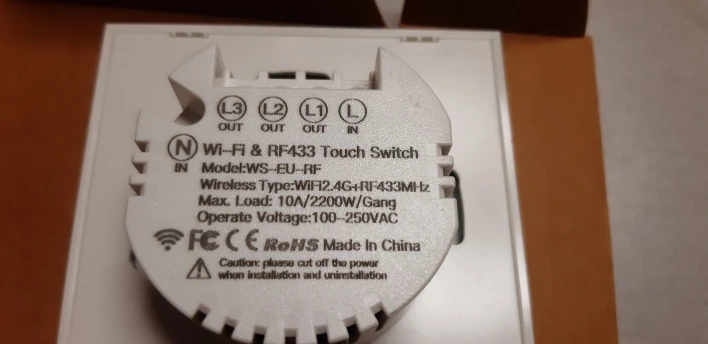 L3 L2 L1 L
OUT OUT OUT IN
N Wi-Fi & RF433 Touch Switch
IN Model:WS-EU-RF
Wireless Type:WiFi2.4G+RF433MHz
Max. Load: 10A/2200W/Gang
Operate Voltage:100-250VAC
FC CE RoHS Made In China
Caution: please cut off the power
when installation and uninstallation